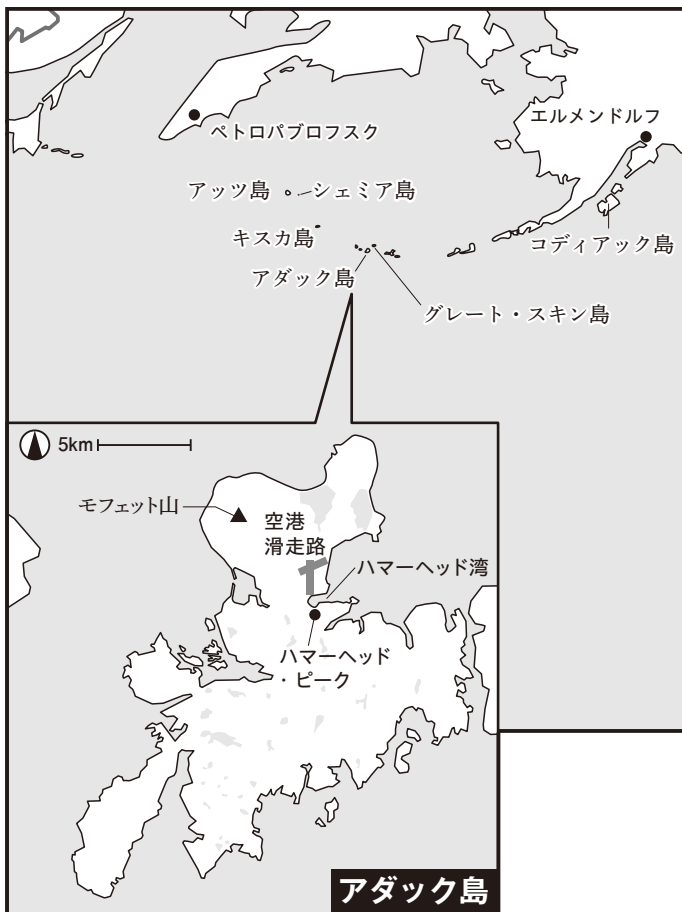 エルメンドルフ
ペトロパブロフスク
アッツ島
シェミア島
キスカ島
コディアック島
アダック島
グレート・スキン島
5km
モフェット山
空港
滑走路
ハマーヘッド湾
ハマーヘッド
・ピーク
アダック島